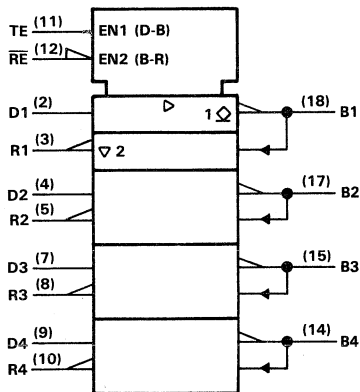 TE (11) EN1 (D-B)
R̅E̅ (12) EN2 (B-R)
D1 (2) ▷ 1 ◇ (18) B1
R1 (3) ▽ 2
D2 (4) (17) B2
R2 (5)
D3 (7) (15) B3
R3 (8)
D4 (9) (14) B4
R4 (10)